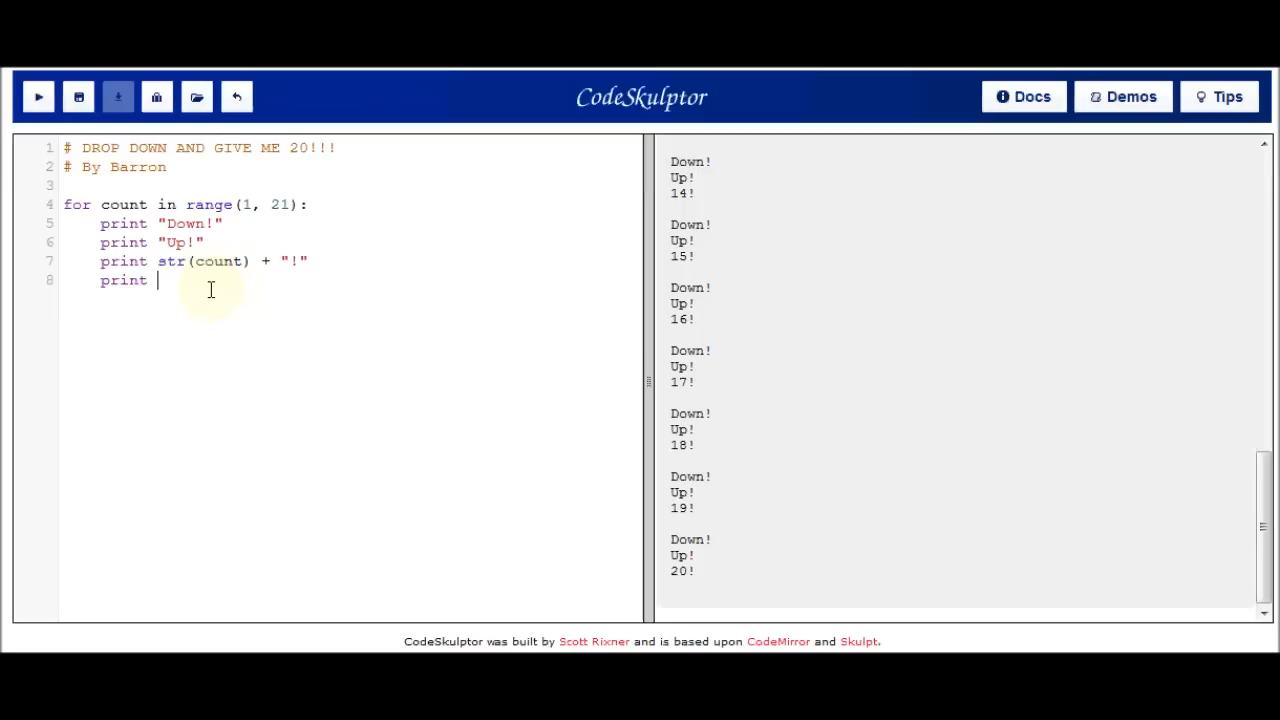 CodeSkulptor
Docs
Demos
Tips
1 # DROP DOWN AND GIVE ME 20!!!
2 # By Barron
3
4 for count in range(1, 21):
5     print "Down!"
6     print "Up!"
7     print str(count) + "!"
8     print
Down!
Up!
14!
Down!
Up!
15!
Down!
Up!
16!
Down!
Up!
17!
Down!
Up!
18!
Down!
Up!
19!
Down!
Up!
20!
CodeSkulptor was built by Scott Rixner and is based upon CodeMirror and Skulpt.